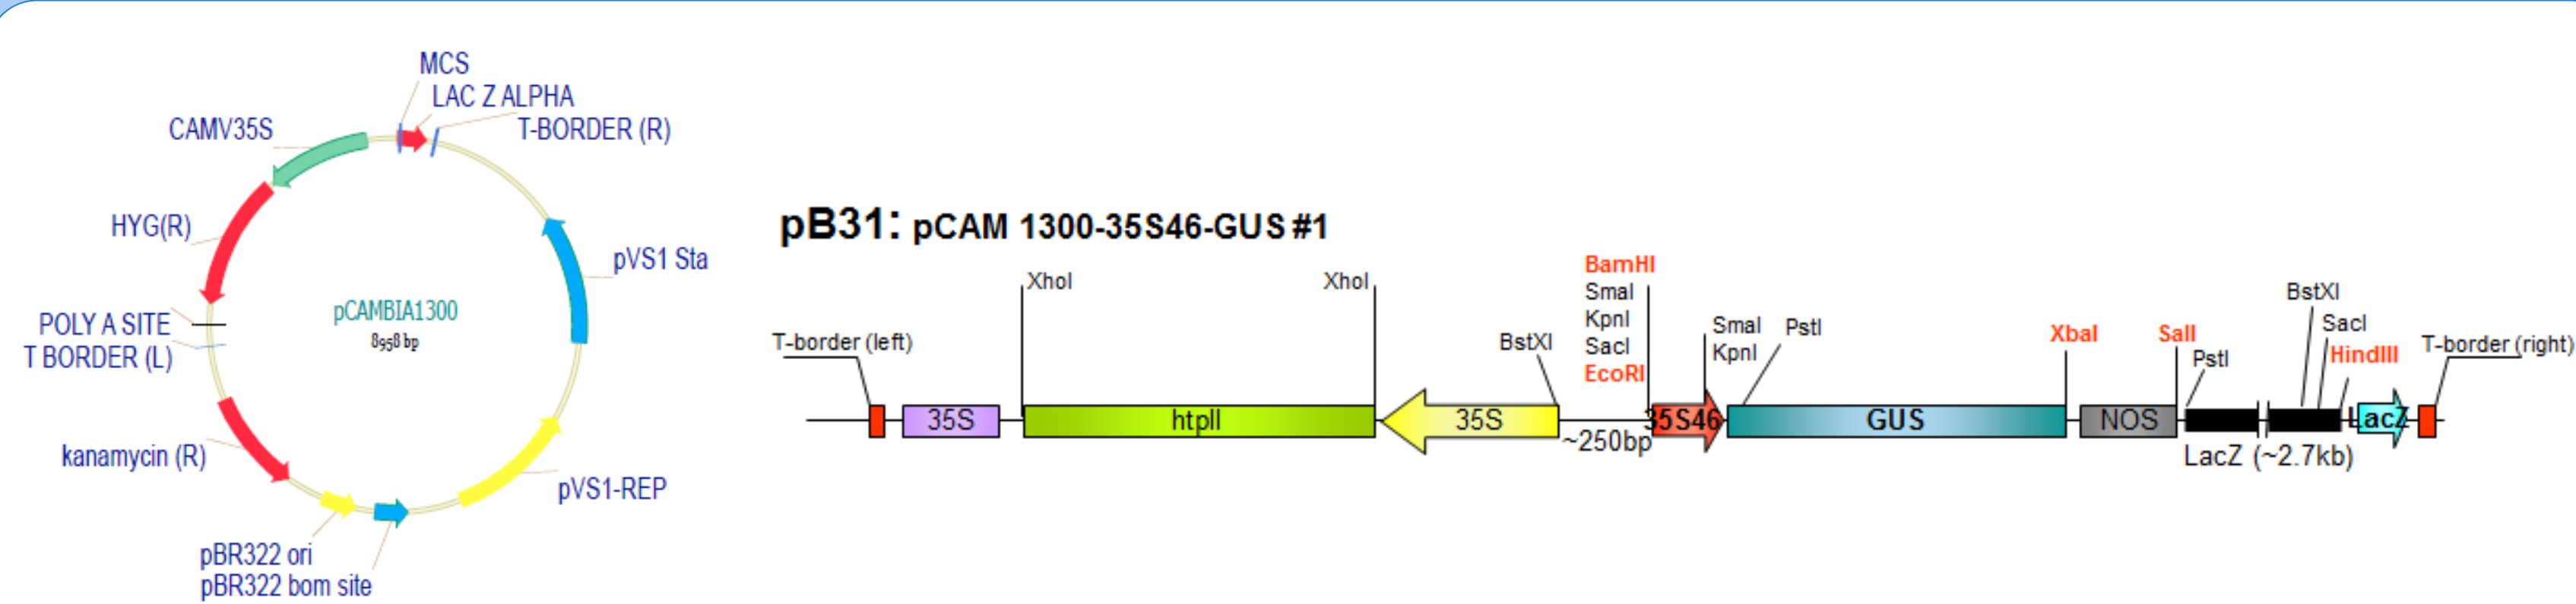 MCS
LAC Z ALPHA
CAMV35S
T-BORDER (R)
HYG(R)
pVS1 Sta
pCAMBIA1300
8958 bp
POLY A SITE
T BORDER (L)
kanamycin (R)
pVS1-REP
pBR322 ori
pBR322 bom site
pB31: pCAM 1300-35S46-GUS #1
T-border (left)
XhoI
XhoI
BstXI
BamHI
SmaI
KpnI
SacI
EcoRI
SmaI
KpnI
PstI
XbaI
SalI
PstI
BstXI
SacI
HindIII
T-border (right)
35S
htpII
35S
~250bp
35S46
GUS
NOS
LacZ
LacZ (~2.7kb)